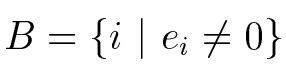 B = {i | e_i ≠ 0}